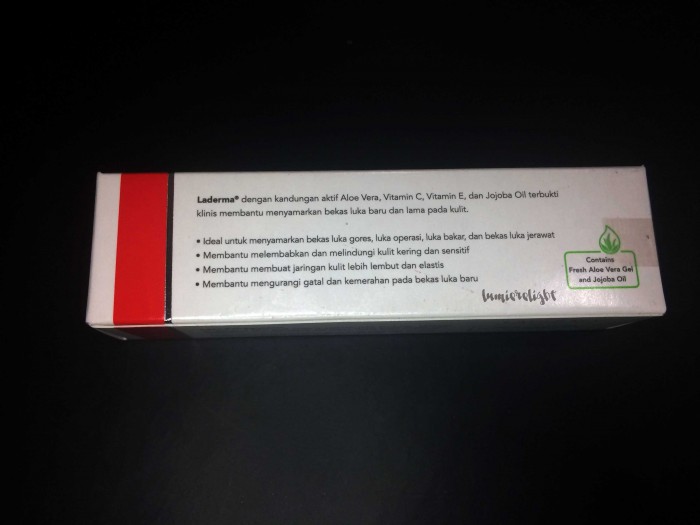 Laderma® dengan kandungan aktif Aloe Vera, Vitamin C, Vitamin E, dan Jojoba Oil terbukti
klinis membantu menyamarkan bekas luka baru dan lama pada kulit.
• Ideal untuk menyamarkan bekas luka gores, luka operasi, luka bakar, dan bekas luka jerawat
• Membantu melembabkan dan melindungi kulit kering dan sensitif
• Membantu membuat jaringan kulit lebih lembut dan elastis
• Membantu mengurangi gatal dan kemerahan pada bekas luka baru
Contains
Fresh Aloe Vera Gel
and Jojoba Oil
lumierelight